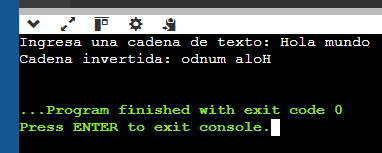 Ingresa una cadena de texto: Hola mundo
Cadena invertida: odnum aloH
...Program finished with exit code 0
Press ENTER to exit console.